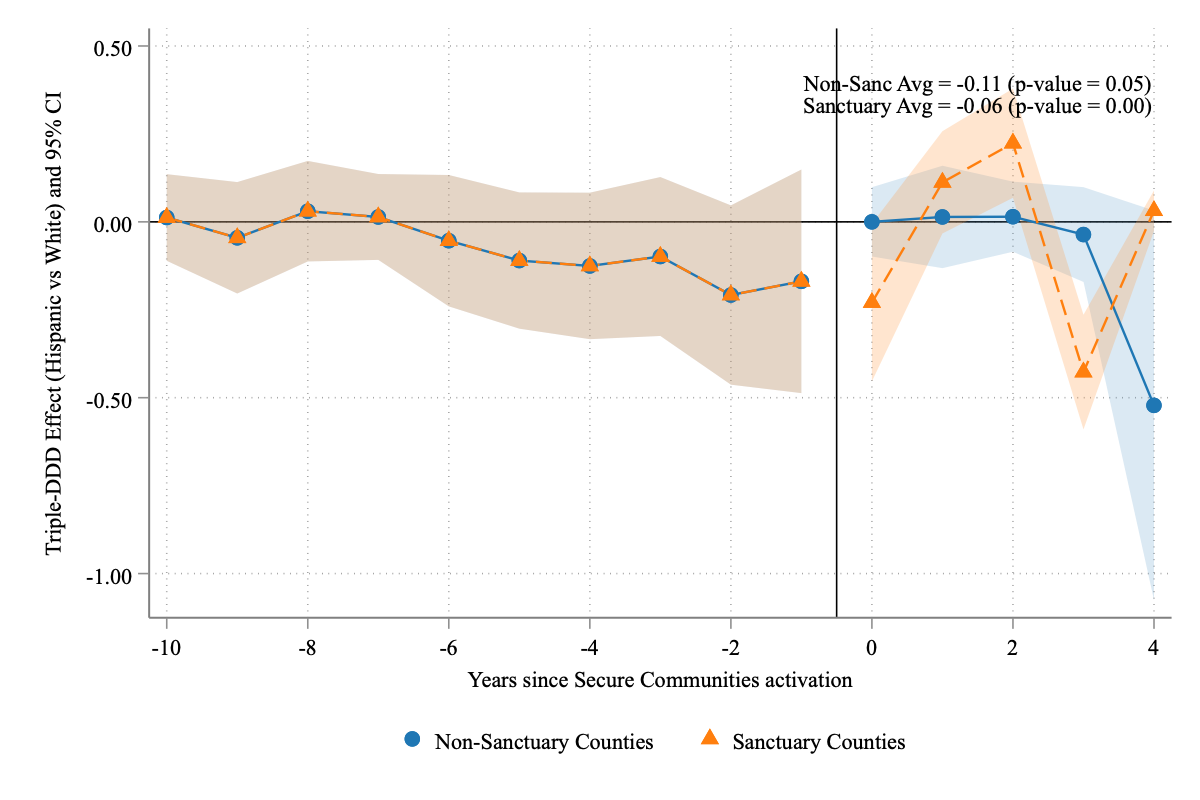 Triple-DDD Effect (Hispanic vs White) and 95% CI
0.50
0.00
-0.50
-1.00
Non-Sanc Avg = -0.11 (p-value = 0.05)
Sanctuary Avg = -0.06 (p-value = 0.00)
-10
-8
-6
-4
-2
0
2
4
Years since Secure Communities activation
Non-Sanctuary Counties
Sanctuary Counties